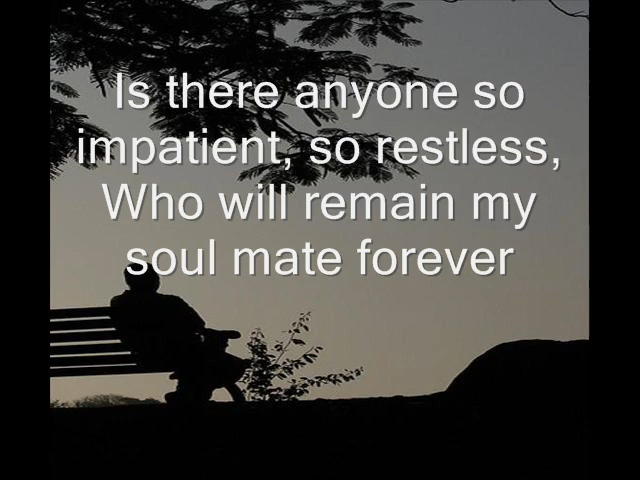 Is there anyone so
impatient, so restless,
Who will remain my
soul mate forever